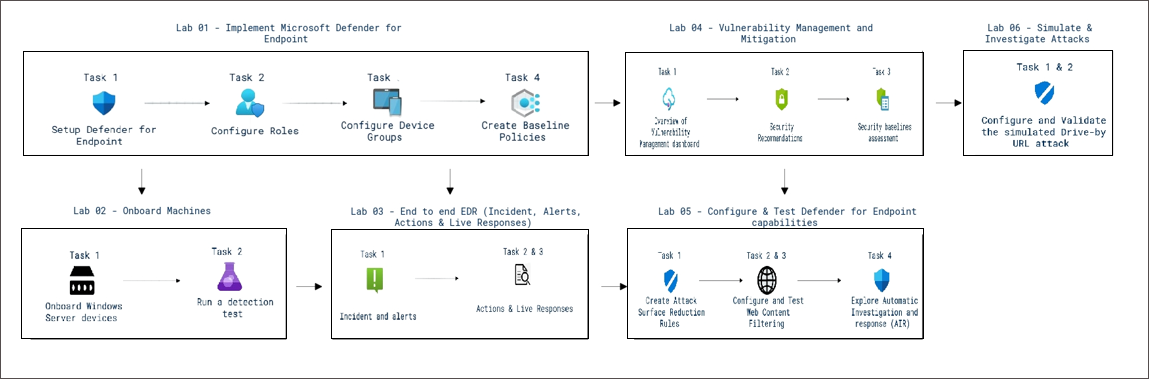 Lab 01 - Implement Microsoft Defender for
Endpoint
Task 1
Setup Defender for
Endpoint
Task 2
Configure Roles
Task
Configure Device
Groups
Task 4
Create Baseline
Policies
Lab 04 - Vulnerability Management and
Mitigation
Task 1
Overview of
Vulnerability
Management dashboard
Task 2
Security
Recommendations
Task 3
Security baselines
assessment
Lab 06 - Simulate &
Investigate Attacks
Task 1 & 2
Configure and Validate
the simulated Drive-by
URL attack
Lab 02 - Onboard Machines
Task 1
Onboard Windows
Server devices
Task 2
Run a detection
test
Lab 03 - End to end EDR (Incident, Alerts,
Actions & Live Responses)
Task 1
Incident and alerts
Task 2 & 3
Actions & Live Responses
Lab 05 - Configure & Test Defender for Endpoint
capabilities
Task 1
Create Attack
Surface Reduction
Rules
Task 2 & 3
Configure and Test
Web Content
Filtering
Task 4
Explore Automatic
Investigation and
response (AIR)